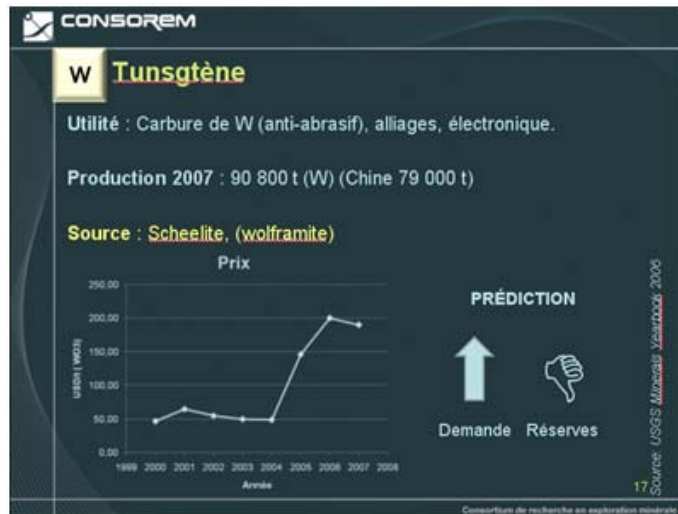 CONSOREM
W Tunsgtène
Utilité : Carbure de W (anti-abrasif), alliages, électronique.
Production 2007 : 90 800 t (W) (Chine 79 000 t)
Source : Scheelite, (wolframite)
Prix
250,00
200,00
150,00
100,00
50,00
0,00
USD/t ( WO3)
1999 2000 2001 2002 2003 2004 2005 2006 2007 2008
Année
PRÉDICTION
Demande Réserves
Source: USGS Minerals Yearbook 2006
17
Consortium de recherche en exploration minérale